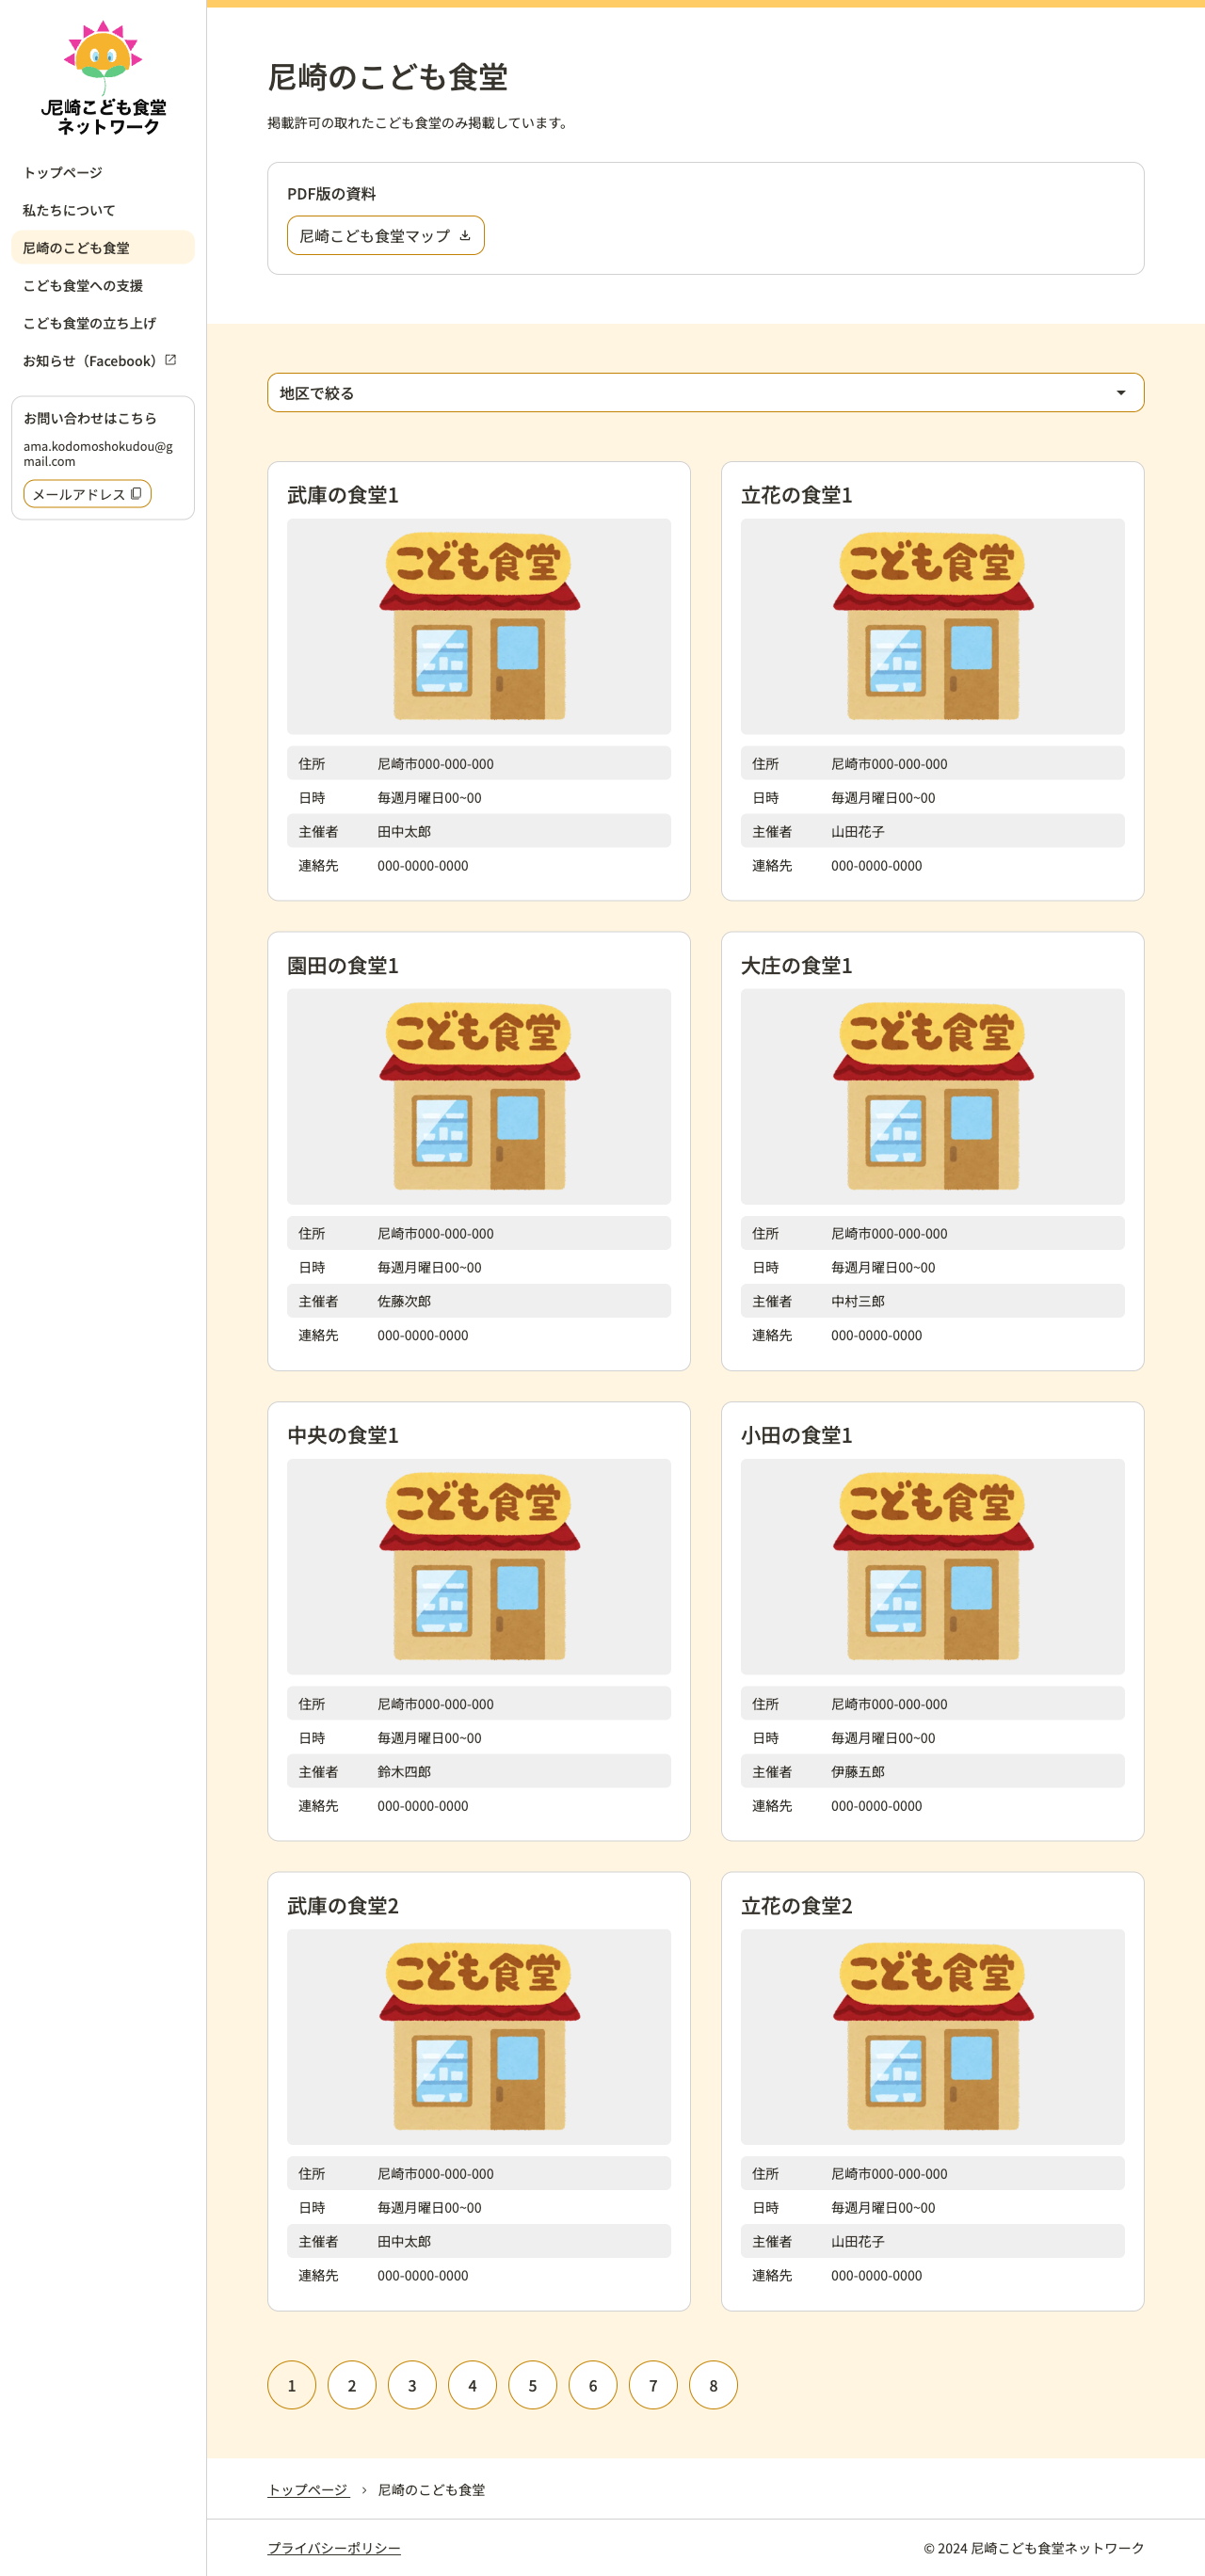 尼崎こども食堂
ネットワーク
トップページ
私たちについて
尼崎のこども食堂
こども食堂への支援
こども食堂の立ち上げ
お知らせ（Facebook）
お問い合わせはこちら
ama.kodomoshokudou@g
mail.com
メールアドレス
尼崎のこども食堂
掲載許可の取れたこども食堂のみ掲載しています。
PDF版の資料
尼崎こども食堂マップ
地区で絞る
武庫の食堂1
こども食堂
住所 尼崎市000-000-000
日時 毎週月曜日00~00
主催者 田中太郎
連絡先 000-0000-0000
立花の食堂1
こども食堂
住所 尼崎市000-000-000
日時 毎週月曜日00~00
主催者 山田花子
連絡先 000-0000-0000
園田の食堂1
こども食堂
住所 尼崎市000-000-000
日時 毎週月曜日00~00
主催者 佐藤次郎
連絡先 000-0000-0000
大庄の食堂1
こども食堂
住所 尼崎市000-000-000
日時 毎週月曜日00~00
主催者 中村三郎
連絡先 000-0000-0000
中央の食堂1
こども食堂
住所 尼崎市000-000-000
日時 毎週月曜日00~00
主催者 鈴木四郎
連絡先 000-0000-0000
小田の食堂1
こども食堂
住所 尼崎市000-000-000
日時 毎週月曜日00~00
主催者 伊藤五郎
連絡先 000-0000-0000
武庫の食堂2
こども食堂
住所 尼崎市000-000-000
日時 毎週月曜日00~00
主催者 田中太郎
連絡先 000-0000-0000
立花の食堂2
こども食堂
住所 尼崎市000-000-000
日時 毎週月曜日00~00
主催者 山田花子
連絡先 000-0000-0000
1 2 3 4 5 6 7 8
トップページ › 尼崎のこども食堂
プライバシーポリシー
© 2024 尼崎こども食堂ネットワーク